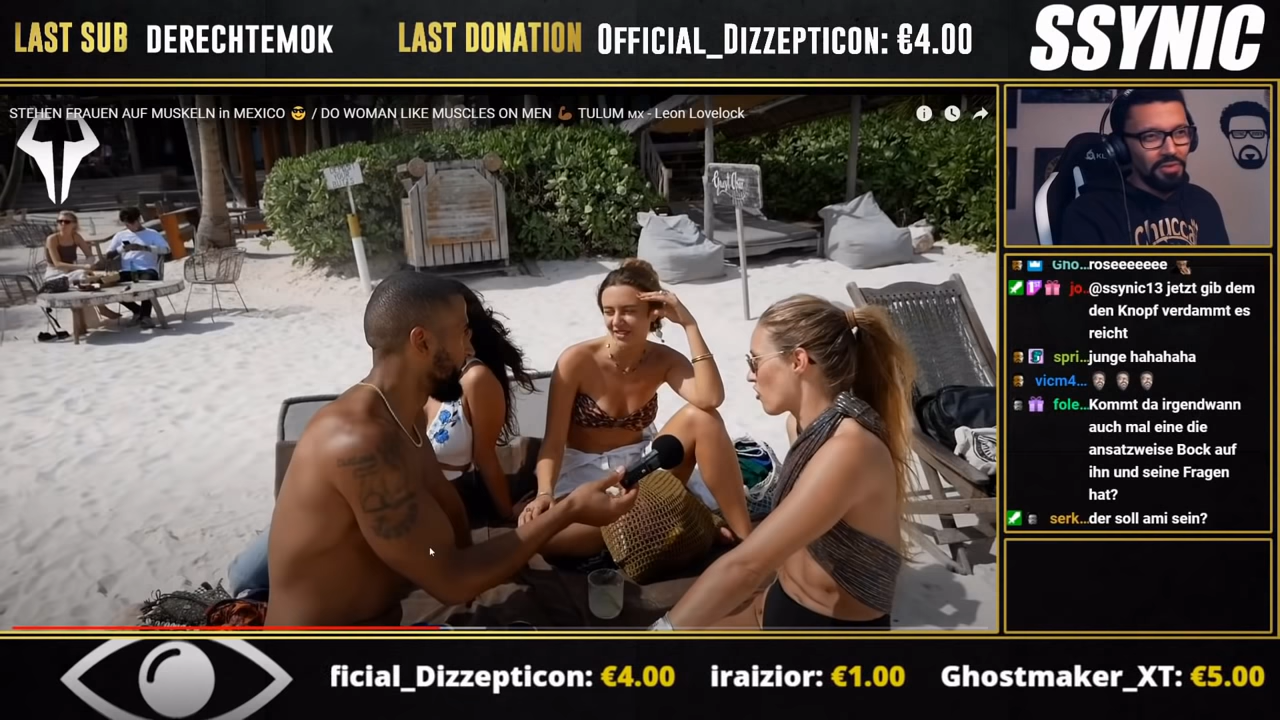 LAST SUB DERECHTEMOK LAST DONATION OFFICIAL_DIZZEPTICON: €4.00 SSYNIC
STEHEN FRAUEN AUF MUSKELN in MEXICO 😎 / DO WOMAN LIKE MUSCLES ON MEN 💪 TULUM MX - Leon Lovelock
Gho...roseeeeeee
jo...@ssynic13 jetzt gib dem
den Knopf verdammt es
reicht
spri...junge hahahaha
vicm4...
fole...Kommt da irgendwann
auch mal eine die
ansatzweise Bock auf
ihn und seine Fragen
hat?
serk...der soll ami sein?
ficial_Dizzepticon: €4.00 iraizior: €1.00 Ghostmaker_XT: €5.00